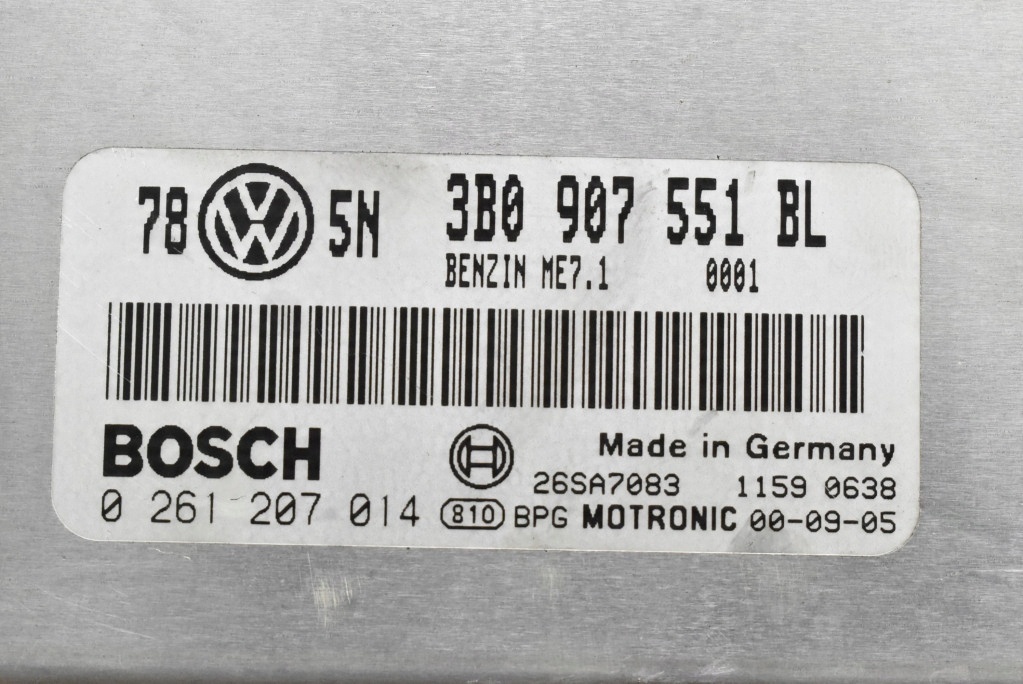 78 VW 5N 3B0 907 551 BL
BENZIN ME7.1 0001
BOSCH Made in Germany
26SA7083 1159 0638
0 261 207 014 810 BPG MOTRONIC 00-09-05